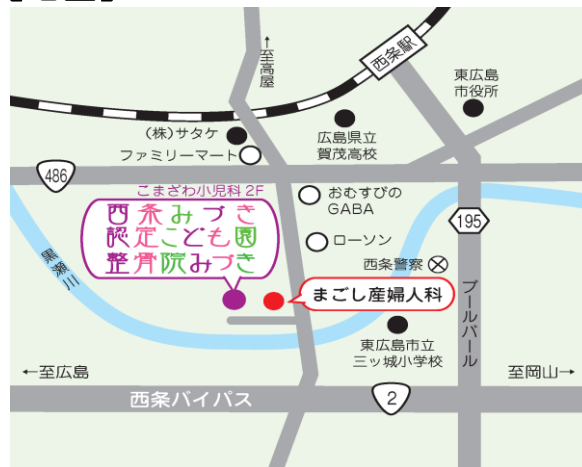 ←至高屋
西条駅
東広島
市役所
(株)サタケ
ファミリーマート
広島県立
賀茂高校
486
こまざわ小児科 2F
西条みづき
認定こども園
整骨院みづき
おむすびの
GABA
195
ローソン
黒瀬川
西条警察
ブールバール
まごし産婦人科
東広島市立
三ッ城小学校
←至広島
至岡山→
西条バイパス
2